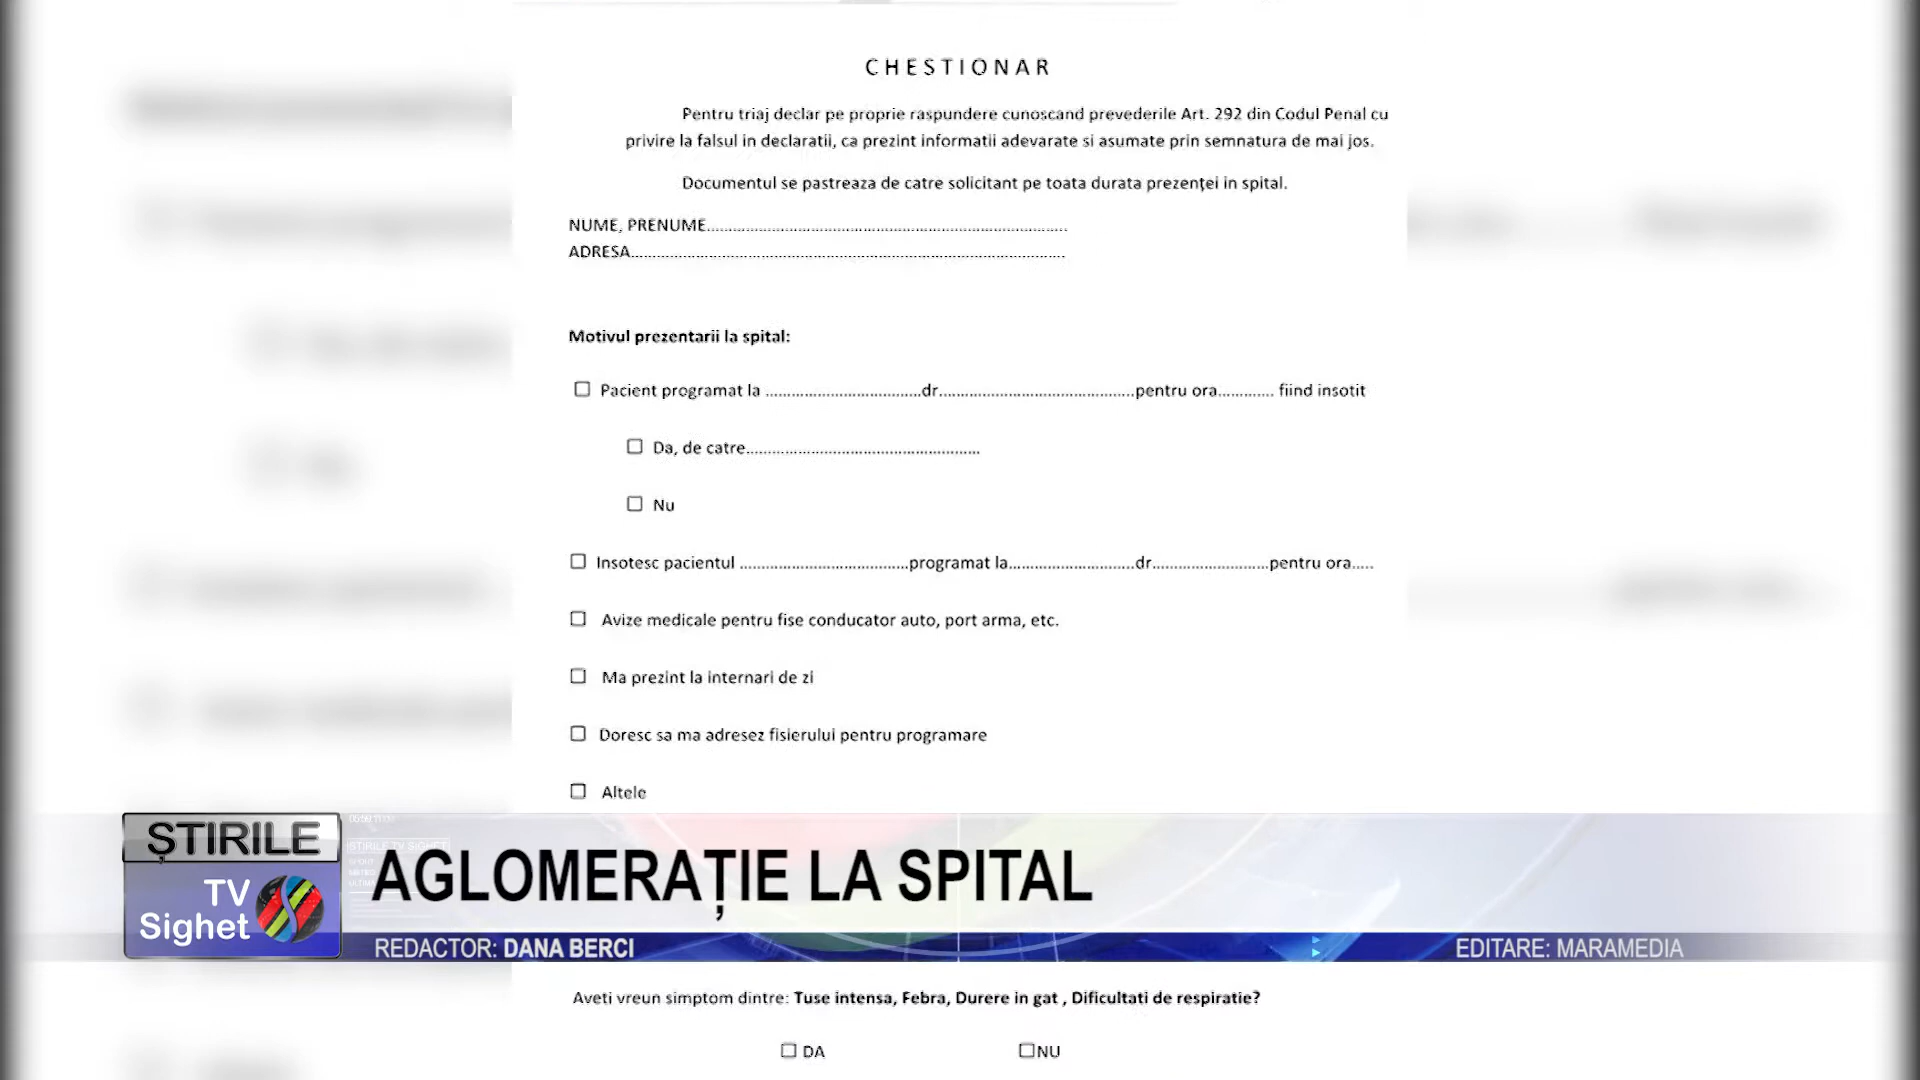 CHESTIONAR
Pentru triaj declar pe proprie raspundere cunoscand prevederile Art. 292 din Codul Penal cu
privire la falsul in declaratii, ca prezint informatii adevarate si asumate prin semnatura de mai jos.
Documentul se pastreaza de catre solicitant pe toata durata prezenței in spital.
NUME, PRENUME....................................................................................
ADRESA.....................................................................................................
Motivul prezentarii la spital:
☐ Pacient programat la ....................................dr.............................................pentru ora............. fiind insotit
☐ Da, de catre......................................................
☐ Nu
☐ Insotesc pacientul .......................................programat la.............................dr...........................pentru ora.....
☐ Avize medicale pentru fise conducator auto, port arma, etc.
☐ Ma prezint la internari de zi
☐ Doresc sa ma adresez fisierului pentru programare
☐ Altele
ȘTIRILE
TV
Sighet
AGLOMERAȚIE LA SPITAL
REDACTOR: DANA BERCI
EDITARE: MARAMEDIA
Aveti vreun simptom dintre: Tuse intensa, Febra, Durere in gat , Dificultati de respiratie?
☐ DA ☐NU